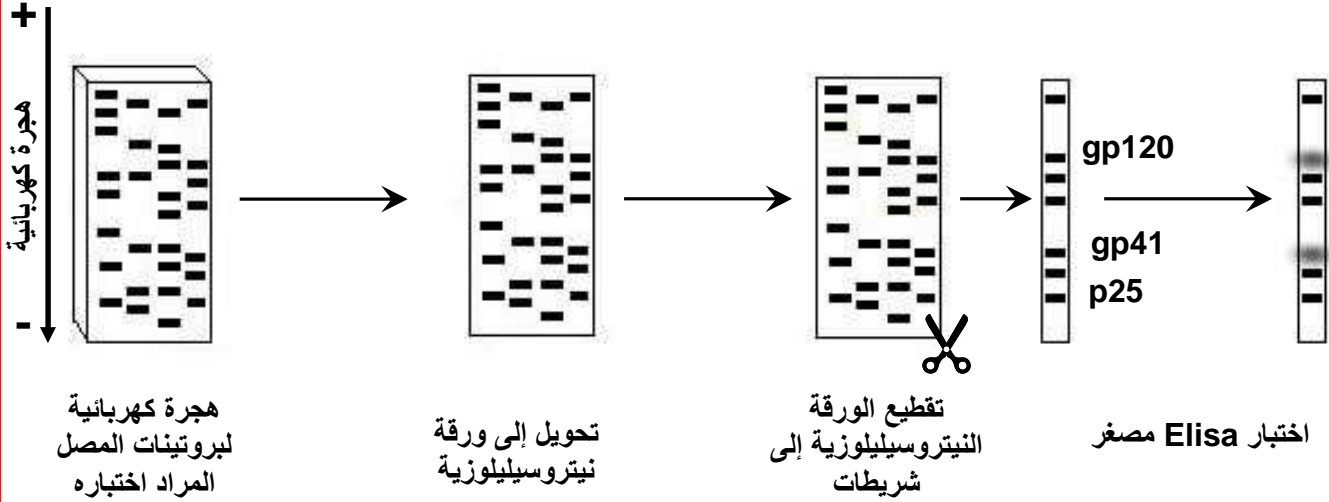 +
هجرة كهربائية
-
gp120
gp41
p25
هجرة كهربائية
لبروتينات المصل
المراد اختباره
تحويل إلى ورقة
نيتروسيليلوزية
تقطيع الورقة
النيتروسيليلوزية إلى
شريطات
اختبار Elisa مصغر